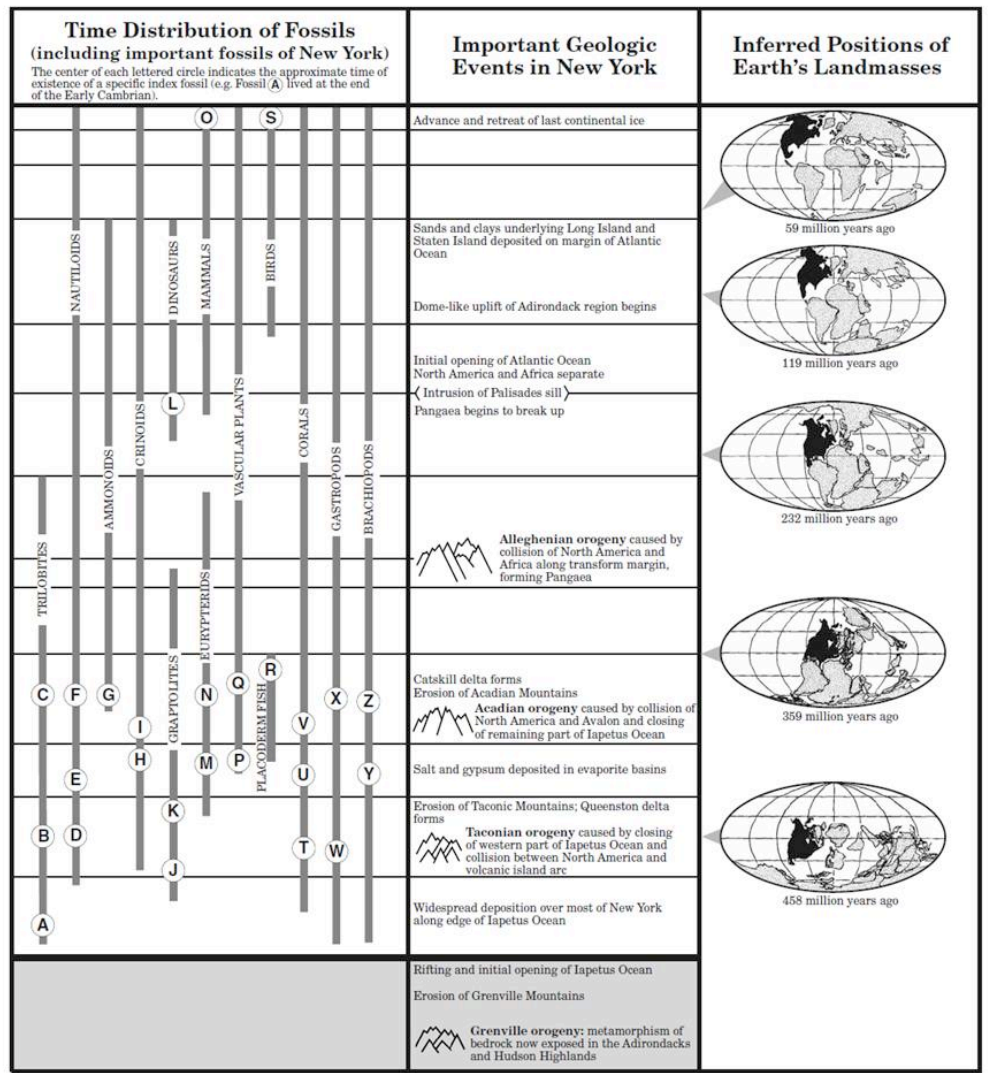 Time Distribution of Fossils
(including important fossils of New York)
The center of each lettered circle indicates the approximate time of
existence of a specific index fossil (e.g. Fossil A lived at the end
of the Early Cambrian).
Important Geologic
Events in New York
Inferred Positions of
Earth's Landmasses
TRILOBITES
NAUTILOIDS
AMMONOIDS
CRINOIDS
DINOSAURS
GRAPTOLITES
MAMMALS
EURYPTERIDS
VASCULAR PLANTS
BIRDS
PLACODERM FISH
CORALS
GASTROPODS
BRACHIOPODS
O
S
L
C
F
G
I
N
Q
R
V
X
Z
H
M
P
U
Y
E
K
B
D
J
T
W
A
Advance and retreat of last continental ice
Sands and clays underlying Long Island and
Staten Island deposited on margin of Atlantic
Ocean
Dome-like uplift of Adirondack region begins
Initial opening of Atlantic Ocean
North America and Africa separate
Intrusion of Palisades sill
Pangaea begins to break up
Alleghenian orogeny caused by
collision of North America and
Africa along transform margin,
forming Pangaea
Catskill delta forms
Erosion of Acadian Mountains
Acadian orogeny caused by collision of
North America and Avalon and closing
of remaining part of Iapetus Ocean
Salt and gypsum deposited in evaporite basins
Erosion of Taconic Mountains; Queenston delta
forms
Taconian orogeny caused by closing
of western part of Iapetus Ocean and
collision between North America and
volcanic island arc
Widespread deposition over most of New York
along edge of Iapetus Ocean
Rifting and initial opening of Iapetus Ocean
Erosion of Grenville Mountains
Grenville orogeny: metamorphism of
bedrock now exposed in the Adirondacks
and Hudson Highlands
59 million years ago
119 million years ago
232 million years ago
359 million years ago
458 million years ago